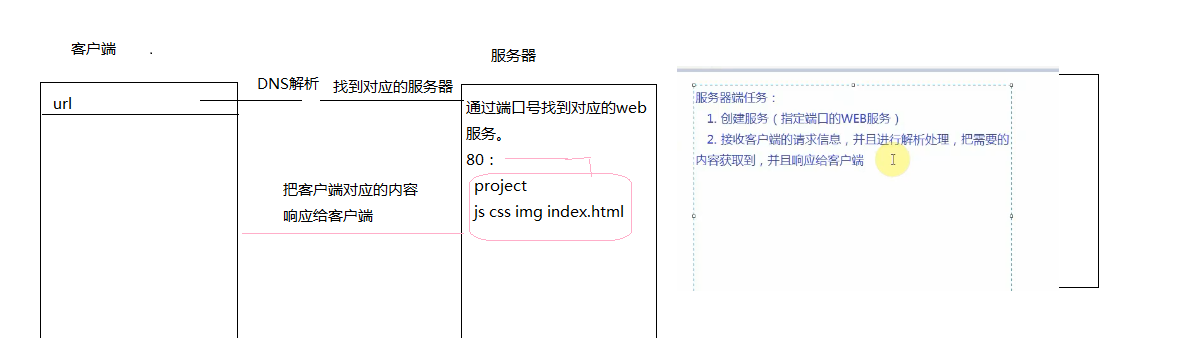 客户端 .
url
DNS解析 找到对应的服务器
把客户端对应的内容
响应给客户端
服务器
通过端口号找到对应的web
服务。
80：
project
js css img index.html
服务器端任务：
1. 创建服务（指定端口的WEB服务）
2. 接收客户端的请求信息，并且进行解析处理，把需要的
内容获取到，并且响应给客户端